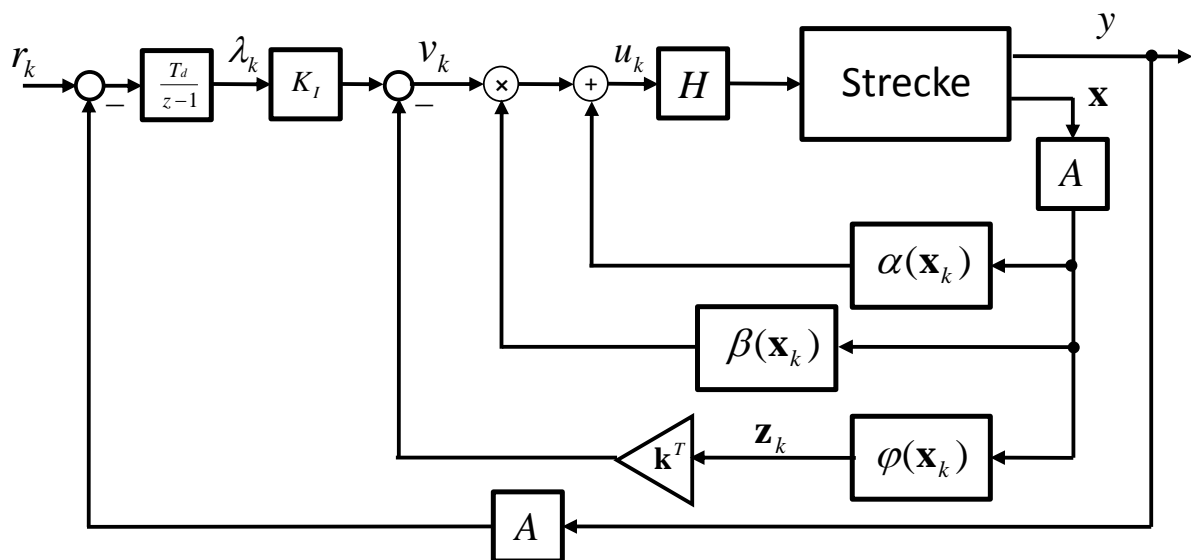 r_k
−
T_d / z−1
λ_k
K_I
−
v_k
×
+
u_k
H
Strecke
y
x
A
α(x_k)
β(x_k)
k^T
z_k
φ(x_k)
A